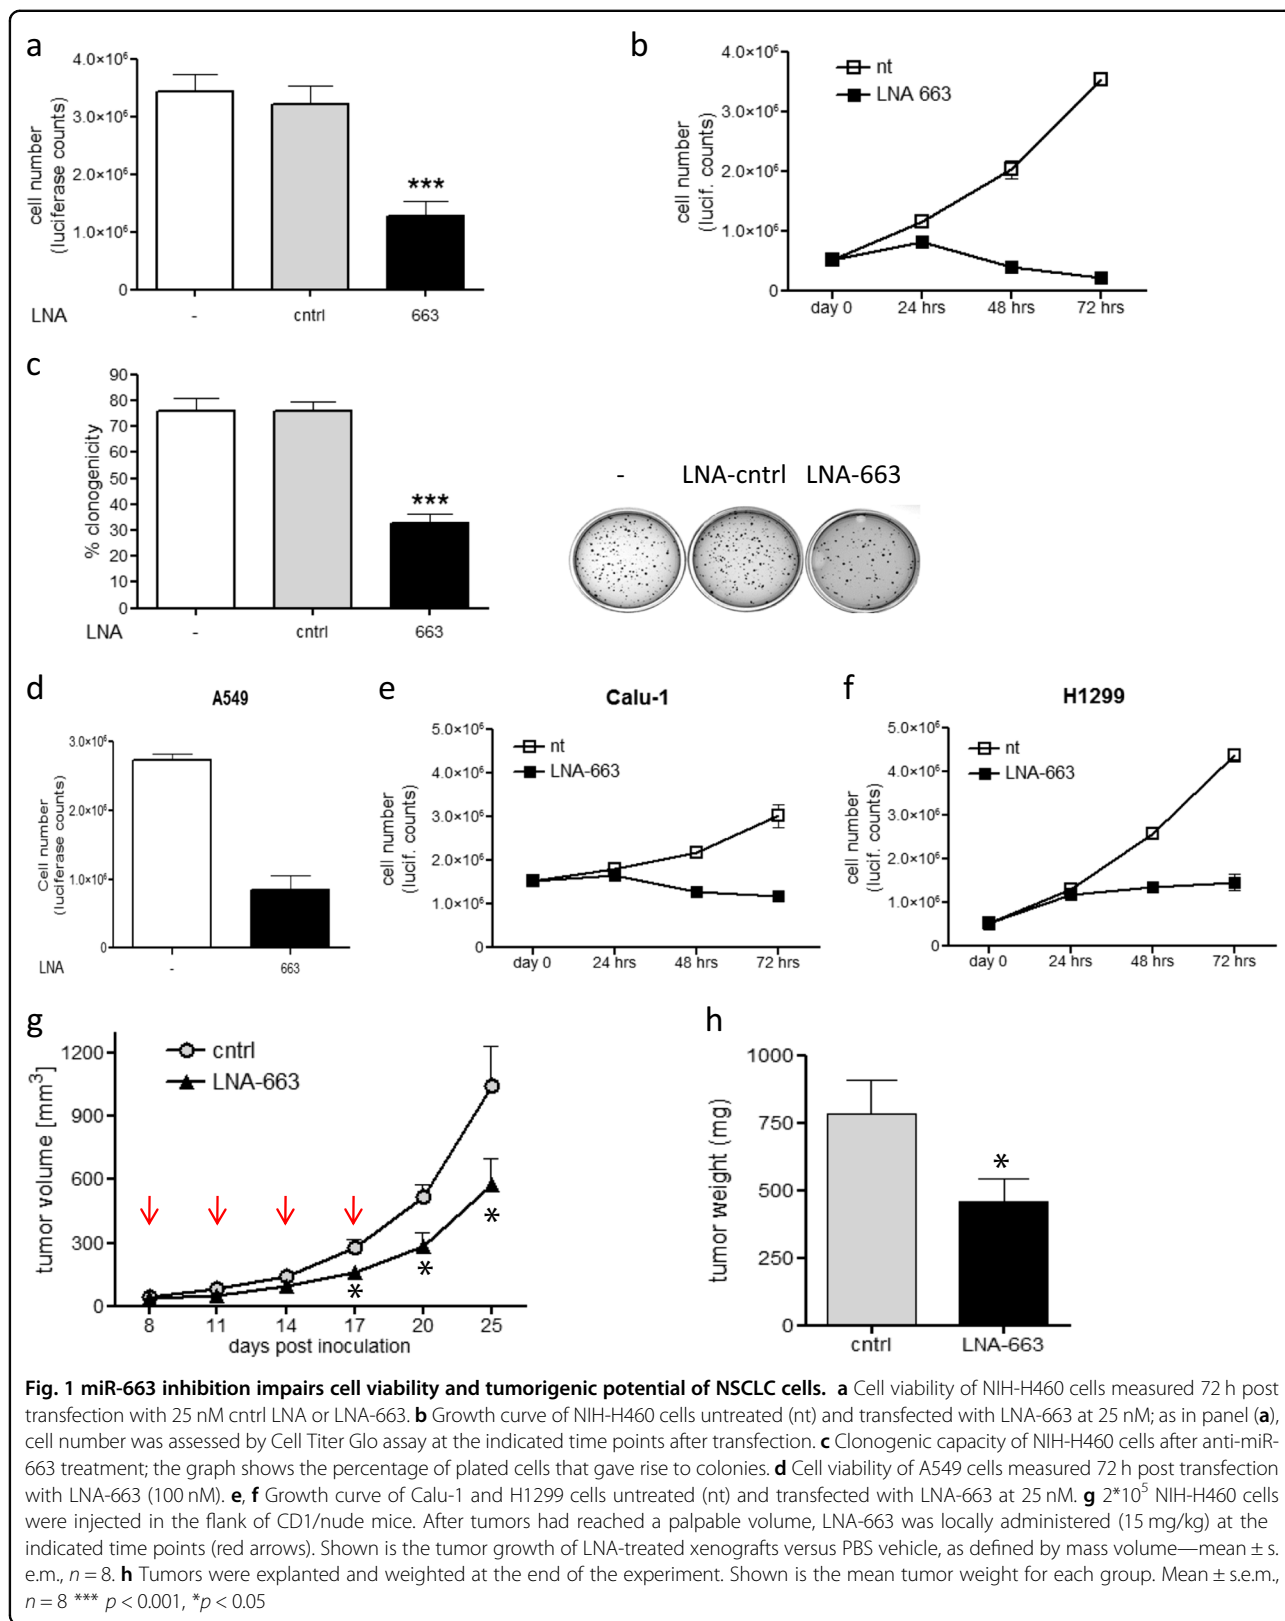 a
4.0×10⁶
3.0×10⁶
2.0×10⁶
1.0×10⁶
0
cell number
(luciferase counts)
***
LNA - cntrl 663
b
4.0×10⁶
3.0×10⁶
2.0×10⁶
1.0×10⁶
0
cell number
(lucif. counts)
nt
LNA 663
day 0 24 hrs 48 hrs 72 hrs
c
90
80
70
60
50
40
30
20
10
0
% clonogenicity
***
LNA - cntrl 663
- LNA-cntrl LNA-663
d
A549
3.0×10⁶
2.0×10⁶
1.0×10⁶
0
Cell number
(luciferase counts)
LNA - 663
e
Calu-1
5.0×10⁶
4.0×10⁶
3.0×10⁶
2.0×10⁶
1.0×10⁶
0
cell number
(lucif. counts)
nt
LNA-663
day 0 24 hrs 48 hrs 72 hrs
f
H1299
5.0×10⁶
4.0×10⁶
3.0×10⁶
2.0×10⁶
1.0×10⁶
0
cell number
(lucif. counts)
nt
LNA-663
day 0 24 hrs 48 hrs 72 hrs
g
1200
900
600
300
0
tumor volume [mm³]
cntrl
LNA-663
*
*
*
8 11 14 17 20 25
days post inoculation
h
1000
750
500
250
0
tumor weight (mg)
*
cntrl LNA-663
Fig. 1 miR-663 inhibition impairs cell viability and tumorigenic potential of NSCLC cells. a Cell viability of NIH-H460 cells measured 72 h post
transfection with 25 nM cntrl LNA or LNA-663. b Growth curve of NIH-H460 cells untreated (nt) and transfected with LNA-663 at 25 nM; as in panel (a),
cell number was assessed by Cell Titer Glo assay at the indicated time points after transfection. c Clonogenic capacity of NIH-H460 cells after anti-miR-
663 treatment; the graph shows the percentage of plated cells that gave rise to colonies. d Cell viability of A549 cells measured 72 h post transfection
with LNA-663 (100 nM). e, f Growth curve of Calu-1 and H1299 cells untreated (nt) and transfected with LNA-663 at 25 nM. g 2*10⁵ NIH-H460 cells
were injected in the flank of CD1/nude mice. After tumors had reached a palpable volume, LNA-663 was locally administered (15 mg/kg) at the
indicated time points (red arrows). Shown is the tumor growth of LNA-treated xenografts versus PBS vehicle, as defined by mass volume—mean ± s.
e.m., n = 8. h Tumors were explanted and weighted at the end of the experiment. Shown is the mean tumor weight for each group. Mean ± s.e.m.,
n = 8 *** p < 0.001, *p < 0.05